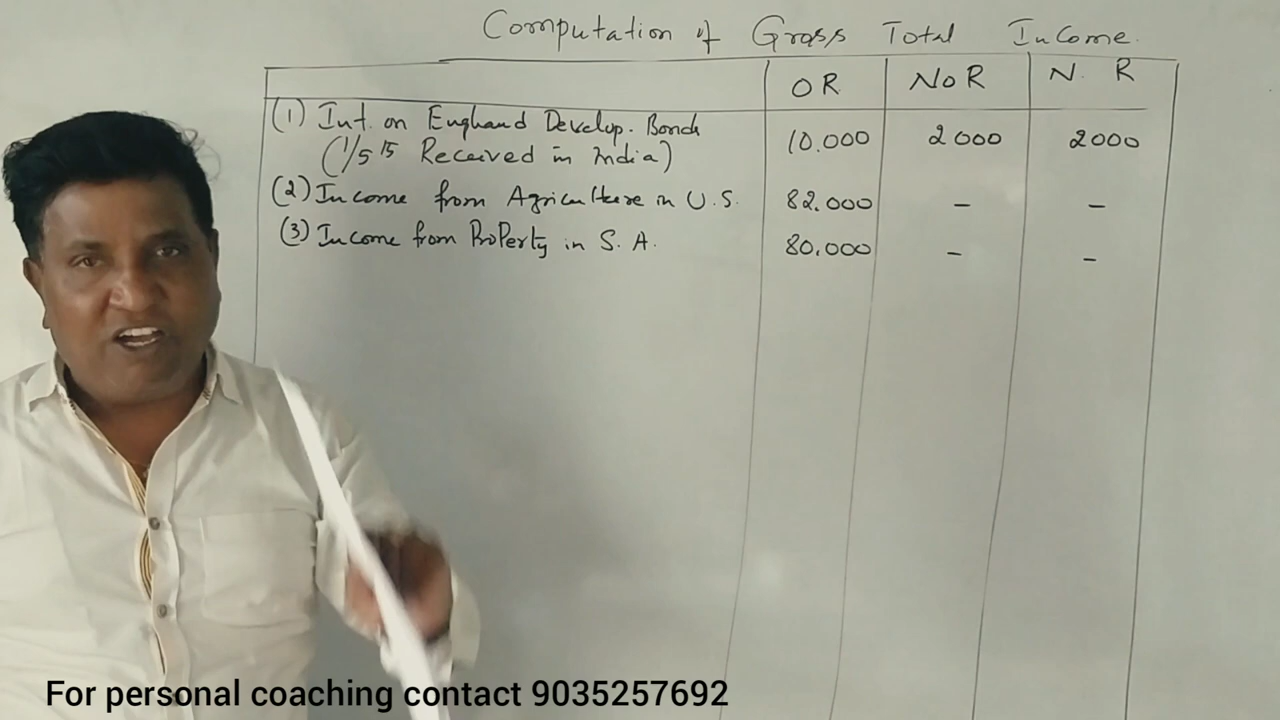 Computation of Gross Total Income.
OR NOR N. R
(1) Int. on England Develop. Bonds 10.000 2000 2000
(1/5 th Received in India)
(2) Income from Agriculture in U.S. 82.000 - -
(3) Income from Property in S. A. 80.000 - -
For personal coaching contact 9035257692